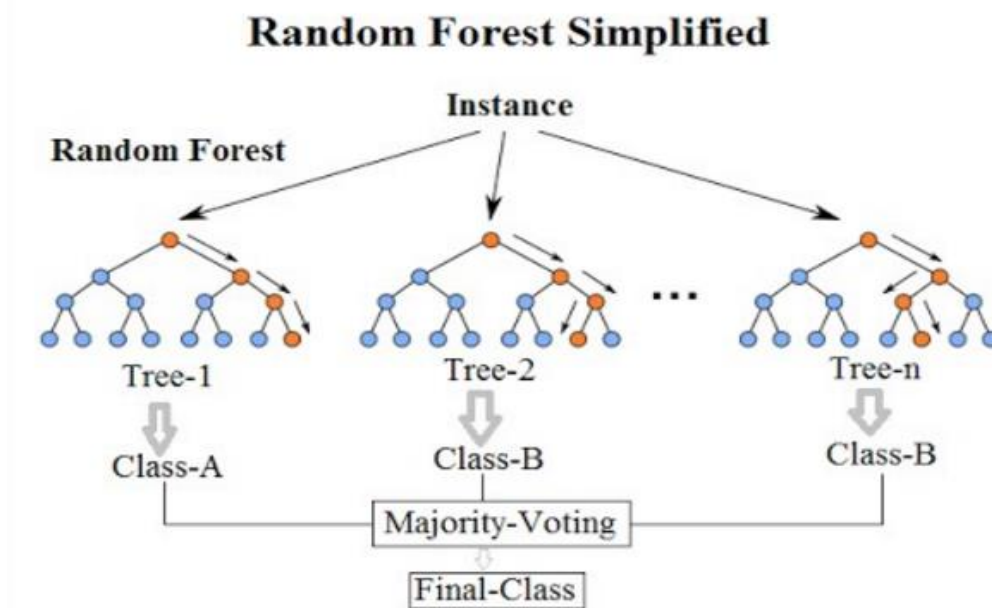 Random Forest Simplified
Instance
Random Forest
...
Tree-1
Tree-2
Tree-n
Class-A
Class-B
Class-B
Majority-Voting
Final-Class